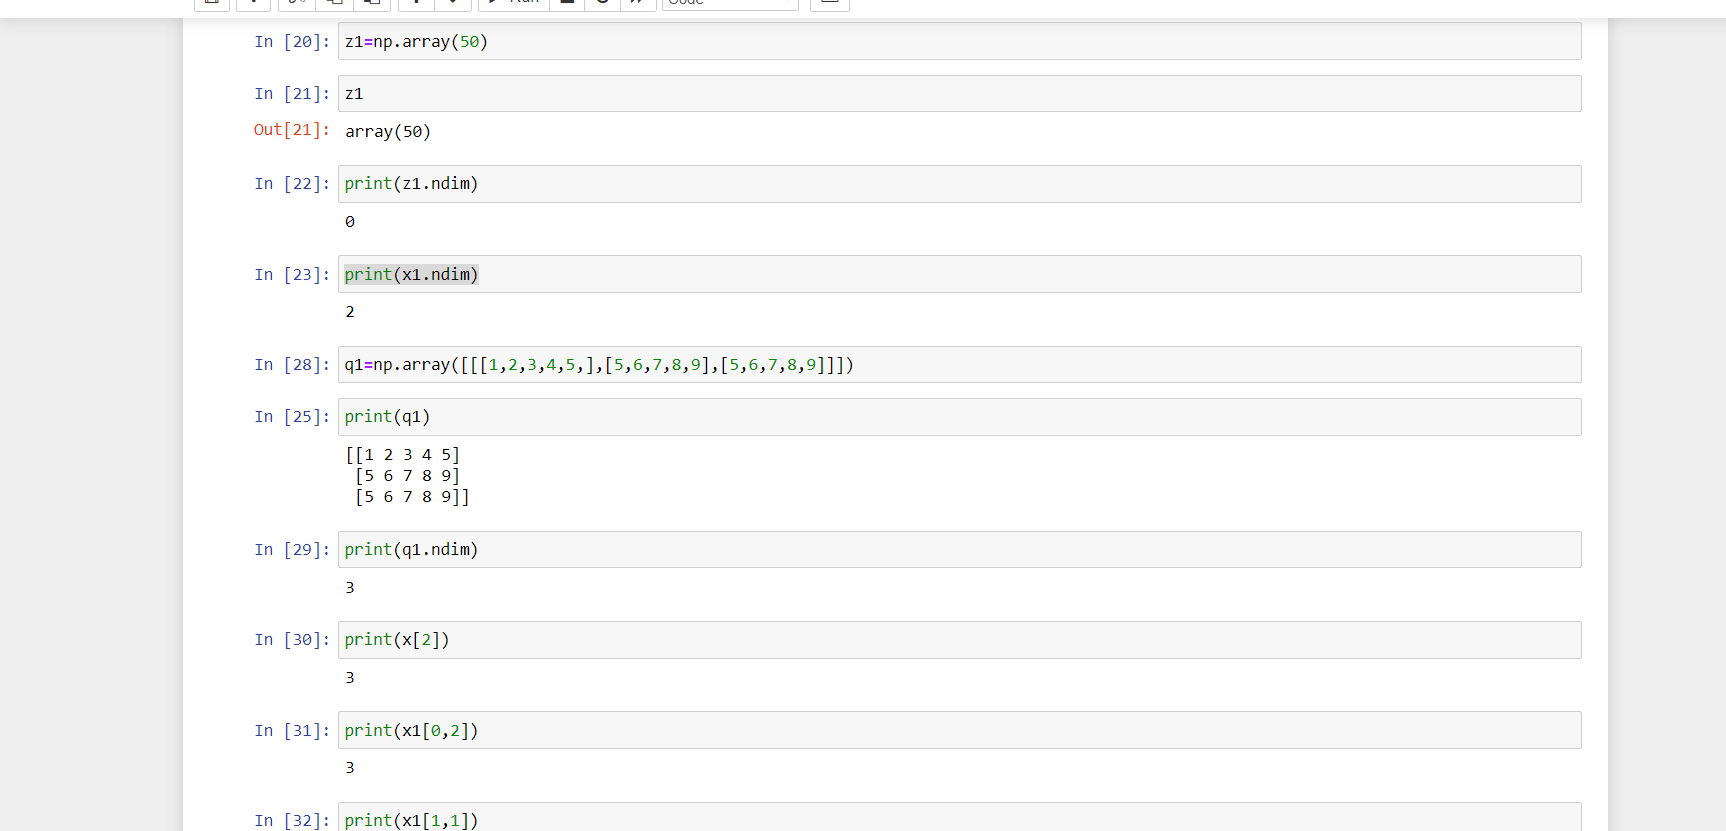 In [20]: z1=np.array(50)
In [21]: z1
Out[21]: array(50)
In [22]: print(z1.ndim)
0
In [23]: print(x1.ndim)
2
In [28]: q1=np.array([[[1,2,3,4,5,],[5,6,7,8,9],[5,6,7,8,9]]])
In [25]: print(q1)
[[1 2 3 4 5]
 [5 6 7 8 9]
 [5 6 7 8 9]]
In [29]: print(q1.ndim)
3
In [30]: print(x[2])
3
In [31]: print(x1[0,2])
3
In [32]: print(x1[1,1])